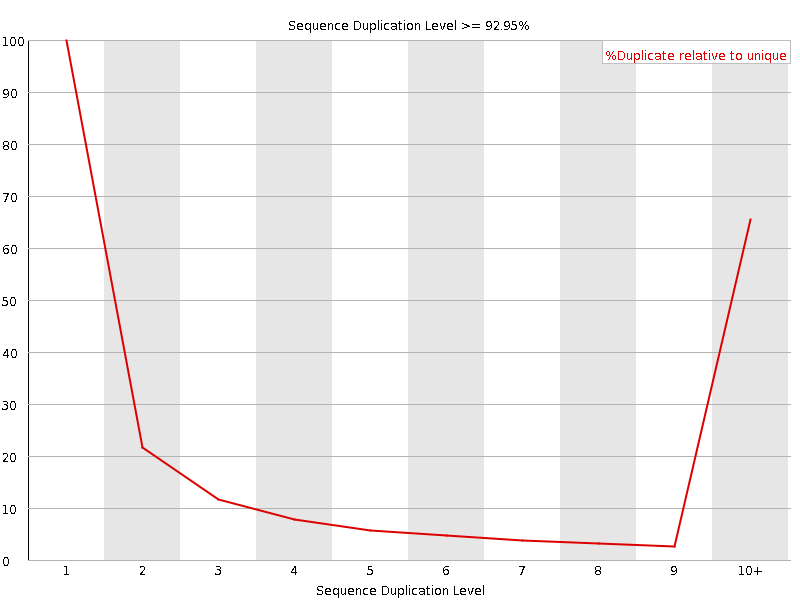 Sequence Duplication Level >= 92.95%
%Duplicate relative to unique
100
90
80
70
60
50
40
30
20
10
0
1 2 3 4 5 6 7 8 9 10+
Sequence Duplication Level